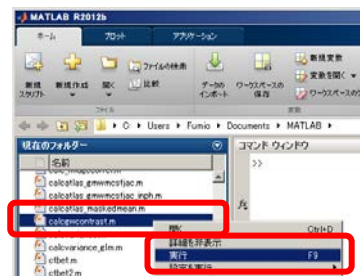 MATLAB R2012b
ホーム プロット アプリケーション
新規
スクリプト
新規作成
開く
ファイルの検索
比較
データの
インポート
ワークスペースの
保存
新規変数
変数を開く
ワークスペースの
ファイル
変数
C: Users Fumio Documents MATLAB
現在のフォルダー
コマンド ウィンドウ
名前
>>
fx
calcatlas_gmwmcsfjac.m
calcatlas_gmwmcsfjac_inph.m
calcatlas_maskedmean.m
calcgwcontrast.m
calcvariance_glm.m
ctbet.m
ctbet2.m
開く Ctrl+D
詳細を非表示
実行 F9